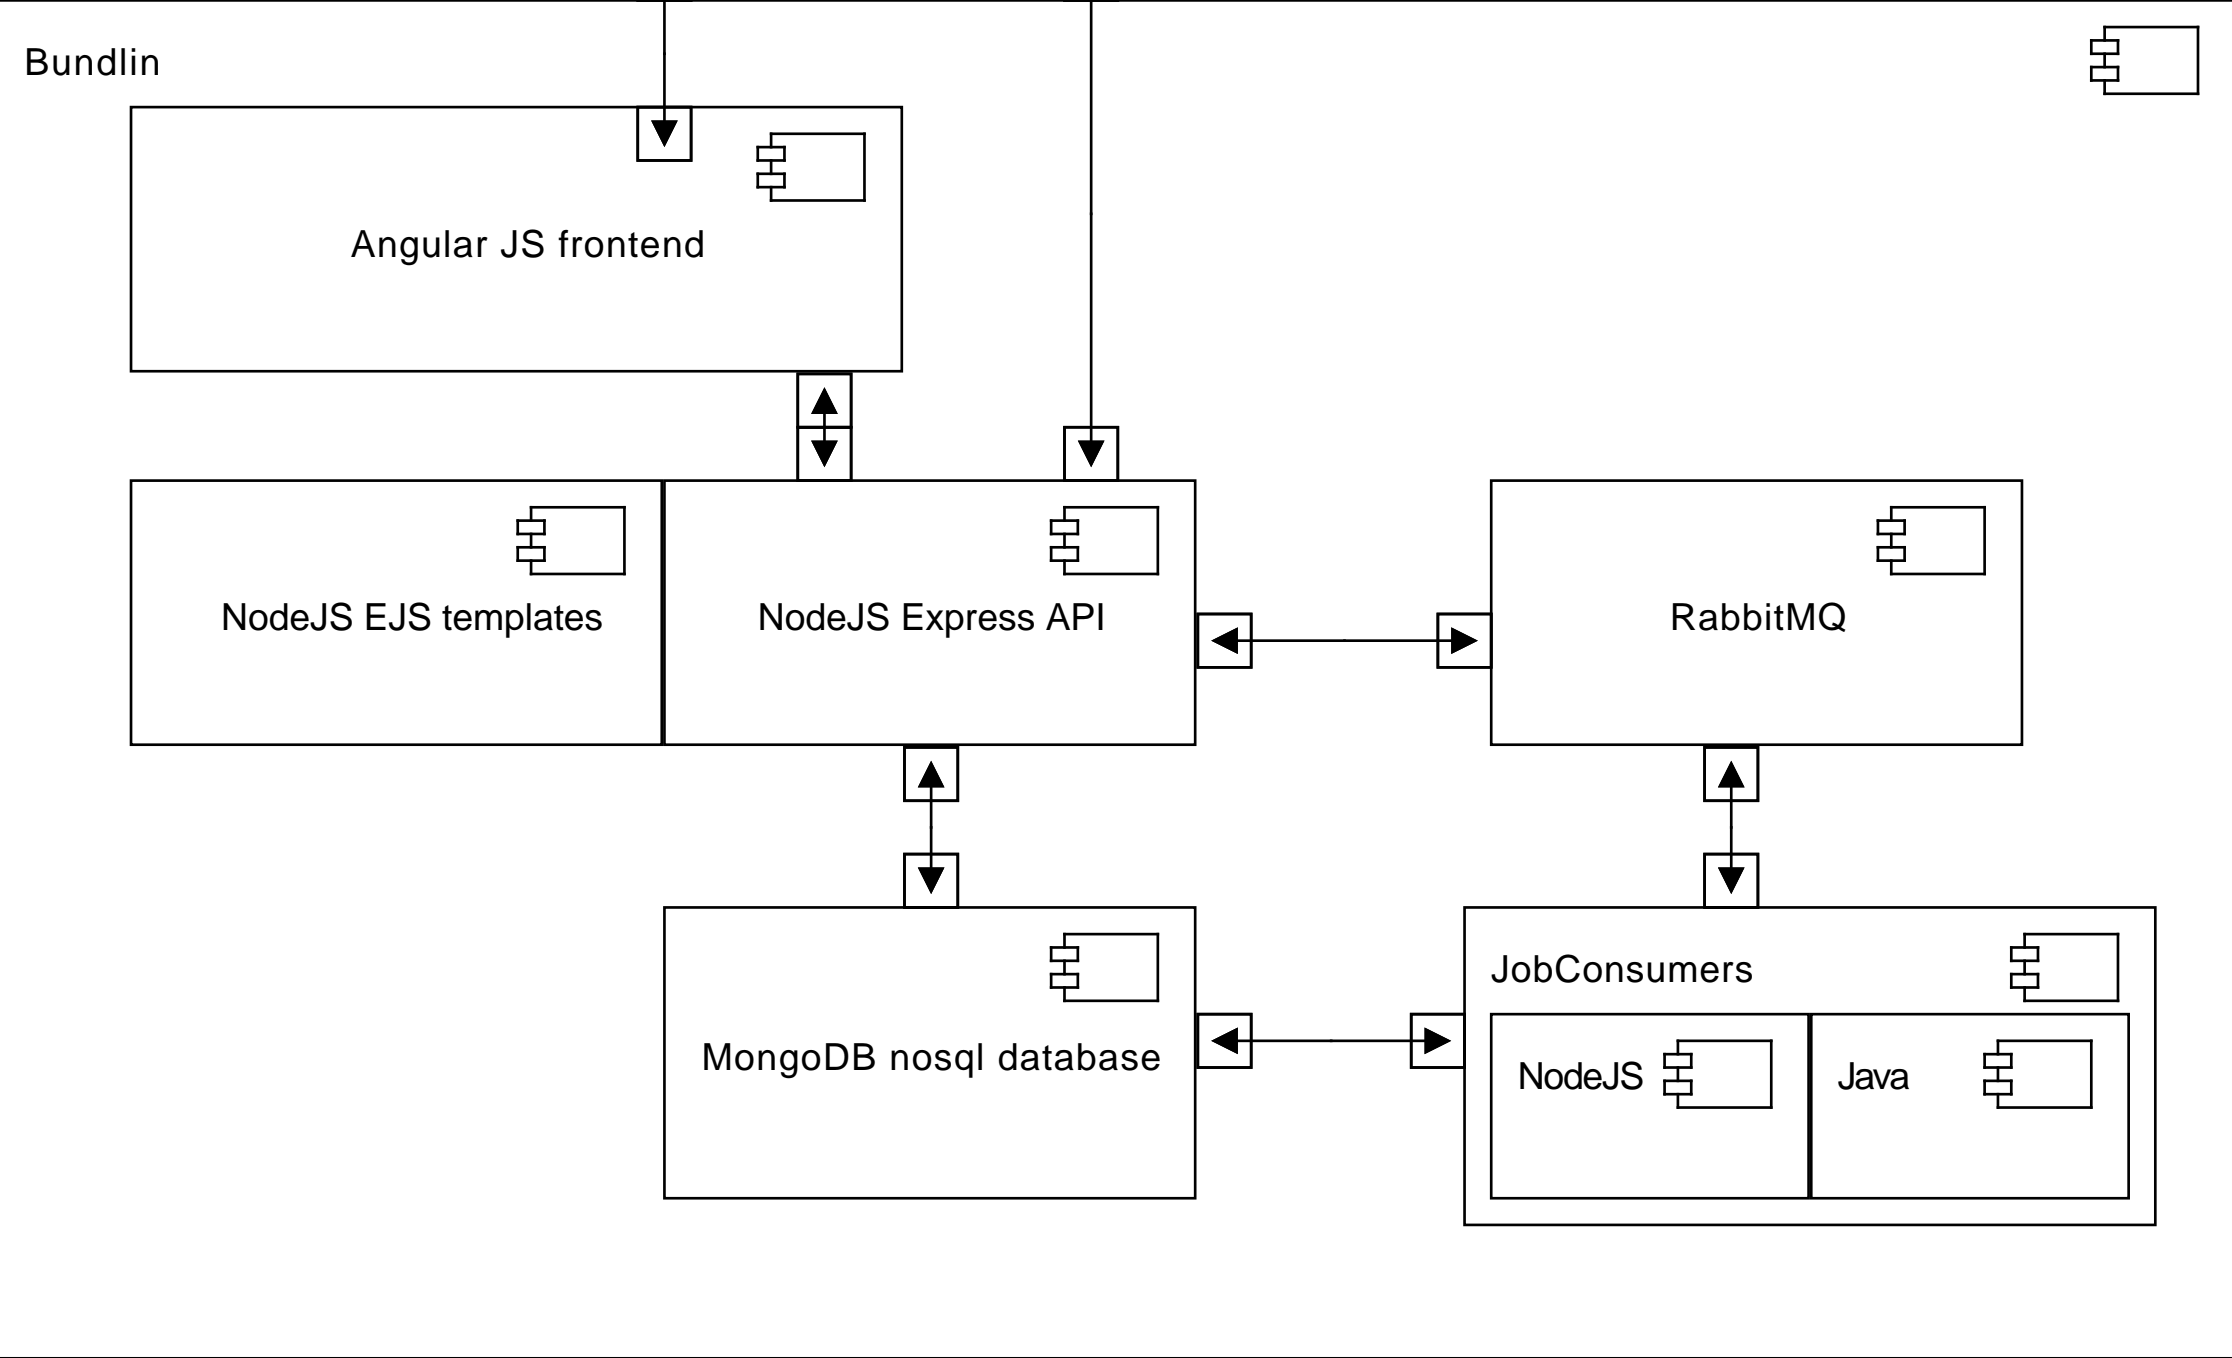 Bundlin
Angular JS frontend
NodeJS EJS templates
NodeJS Express API
RabbitMQ
MongoDB nosql database
JobConsumers
NodeJS
Java